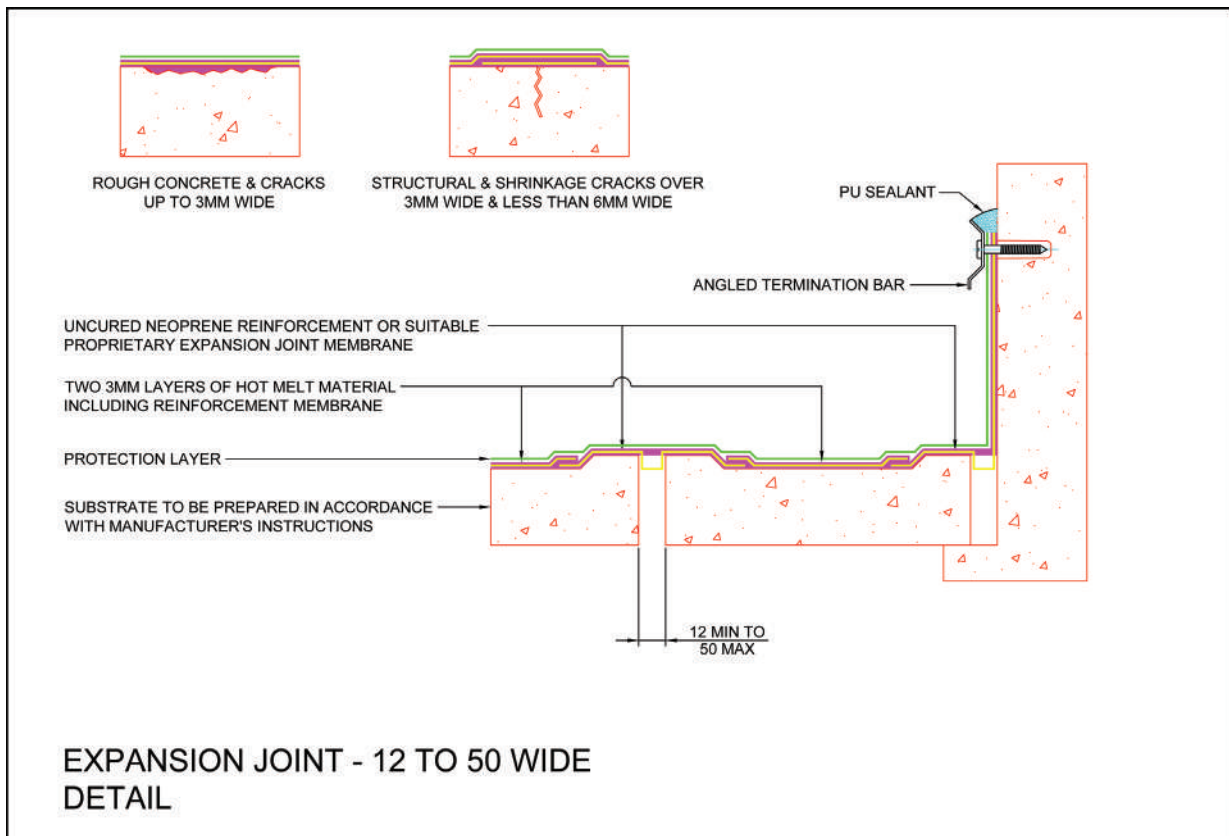 ROUGH CONCRETE & CRACKS
UP TO 3MM WIDE
STRUCTURAL & SHRINKAGE CRACKS OVER
3MM WIDE & LESS THAN 6MM WIDE
PU SEALANT
ANGLED TERMINATION BAR
UNCURED NEOPRENE REINFORCEMENT OR SUITABLE
PROPRIETARY EXPANSION JOINT MEMBRANE
TWO 3MM LAYERS OF HOT MELT MATERIAL
INCLUDING REINFORCEMENT MEMBRANE
PROTECTION LAYER
SUBSTRATE TO BE PREPARED IN ACCORDANCE
WITH MANUFACTURER'S INSTRUCTIONS
12 MIN TO
50 MAX
EXPANSION JOINT - 12 TO 50 WIDE
DETAIL